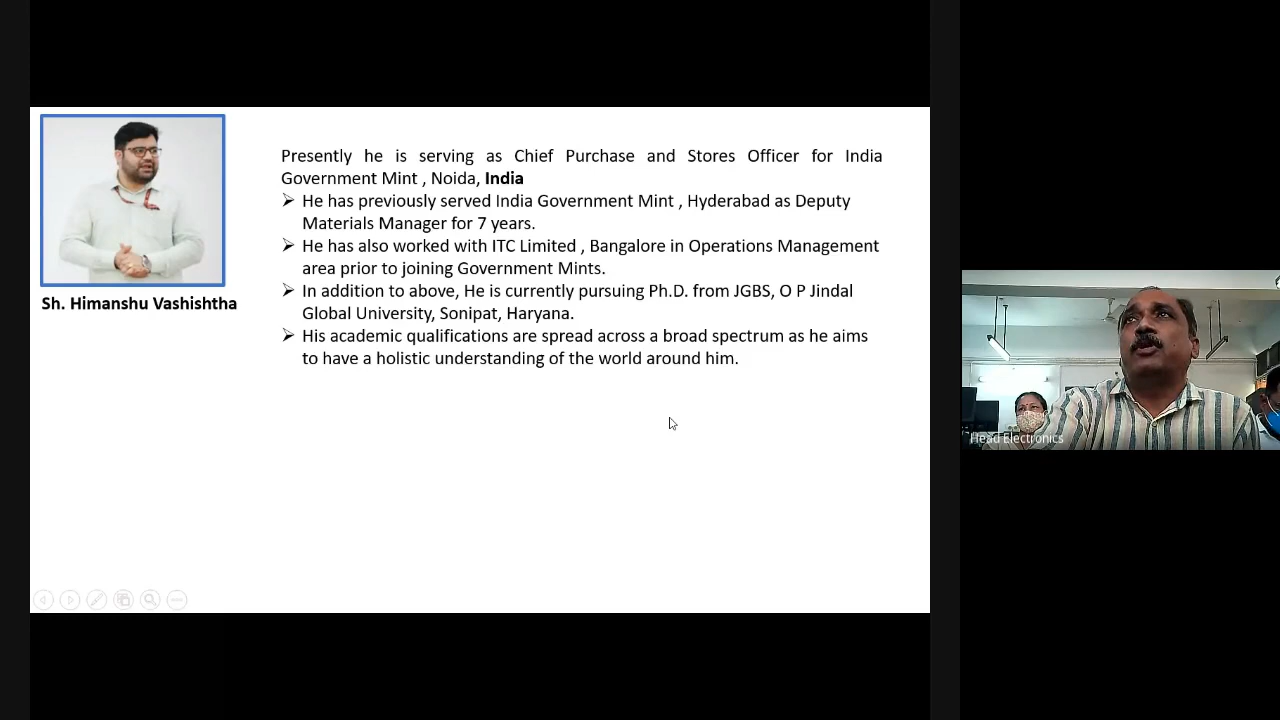 Presently he is serving as Chief Purchase and Stores Officer for India
Government Mint , Noida, India
➢ He has previously served India Government Mint , Hyderabad as Deputy
Materials Manager for 7 years.
➢ He has also worked with ITC Limited , Bangalore in Operations Management
area prior to joining Government Mints.
➢ In addition to above, He is currently pursuing Ph.D. from JGBS, O P Jindal
Global University, Sonipat, Haryana.
➢ His academic qualifications are spread across a broad spectrum as he aims
to have a holistic understanding of the world around him.
Sh. Himanshu Vashishtha
Head Electronics